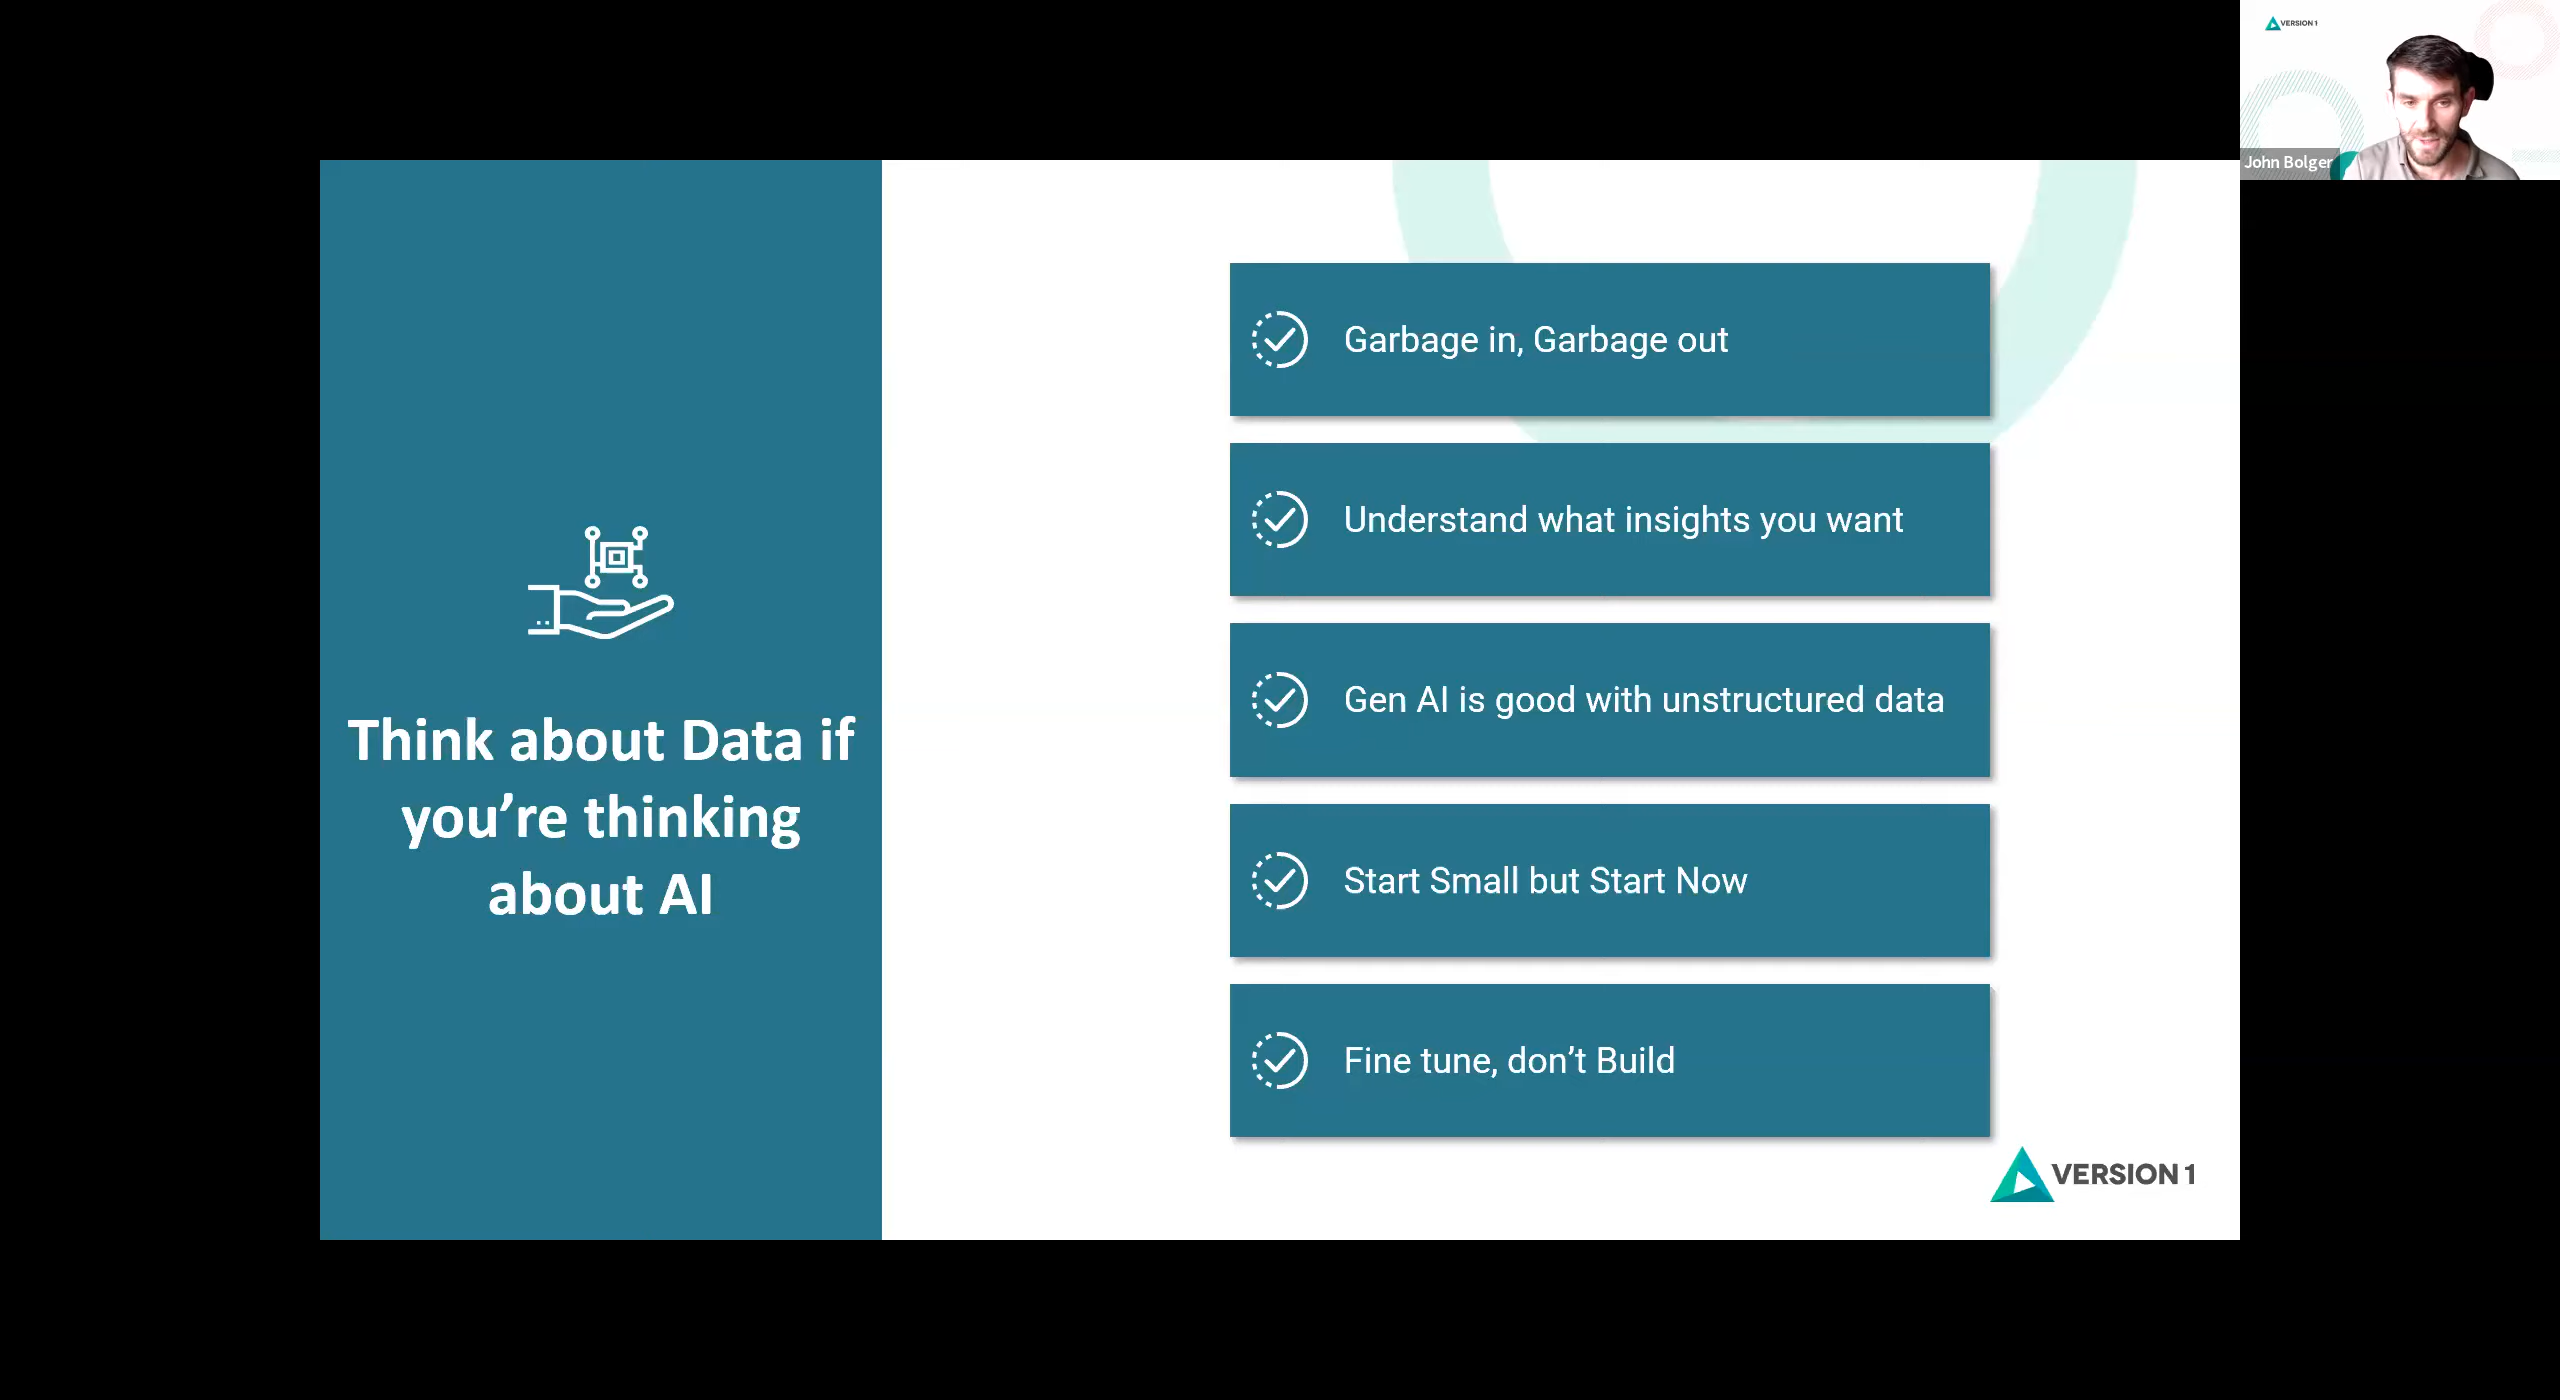 VERSION 1
John Bolger
Think about Data if
you’re thinking
about AI
Garbage in, Garbage out
Understand what insights you want
Gen AI is good with unstructured data
Start Small but Start Now
Fine tune, don’t Build
VERSION 1